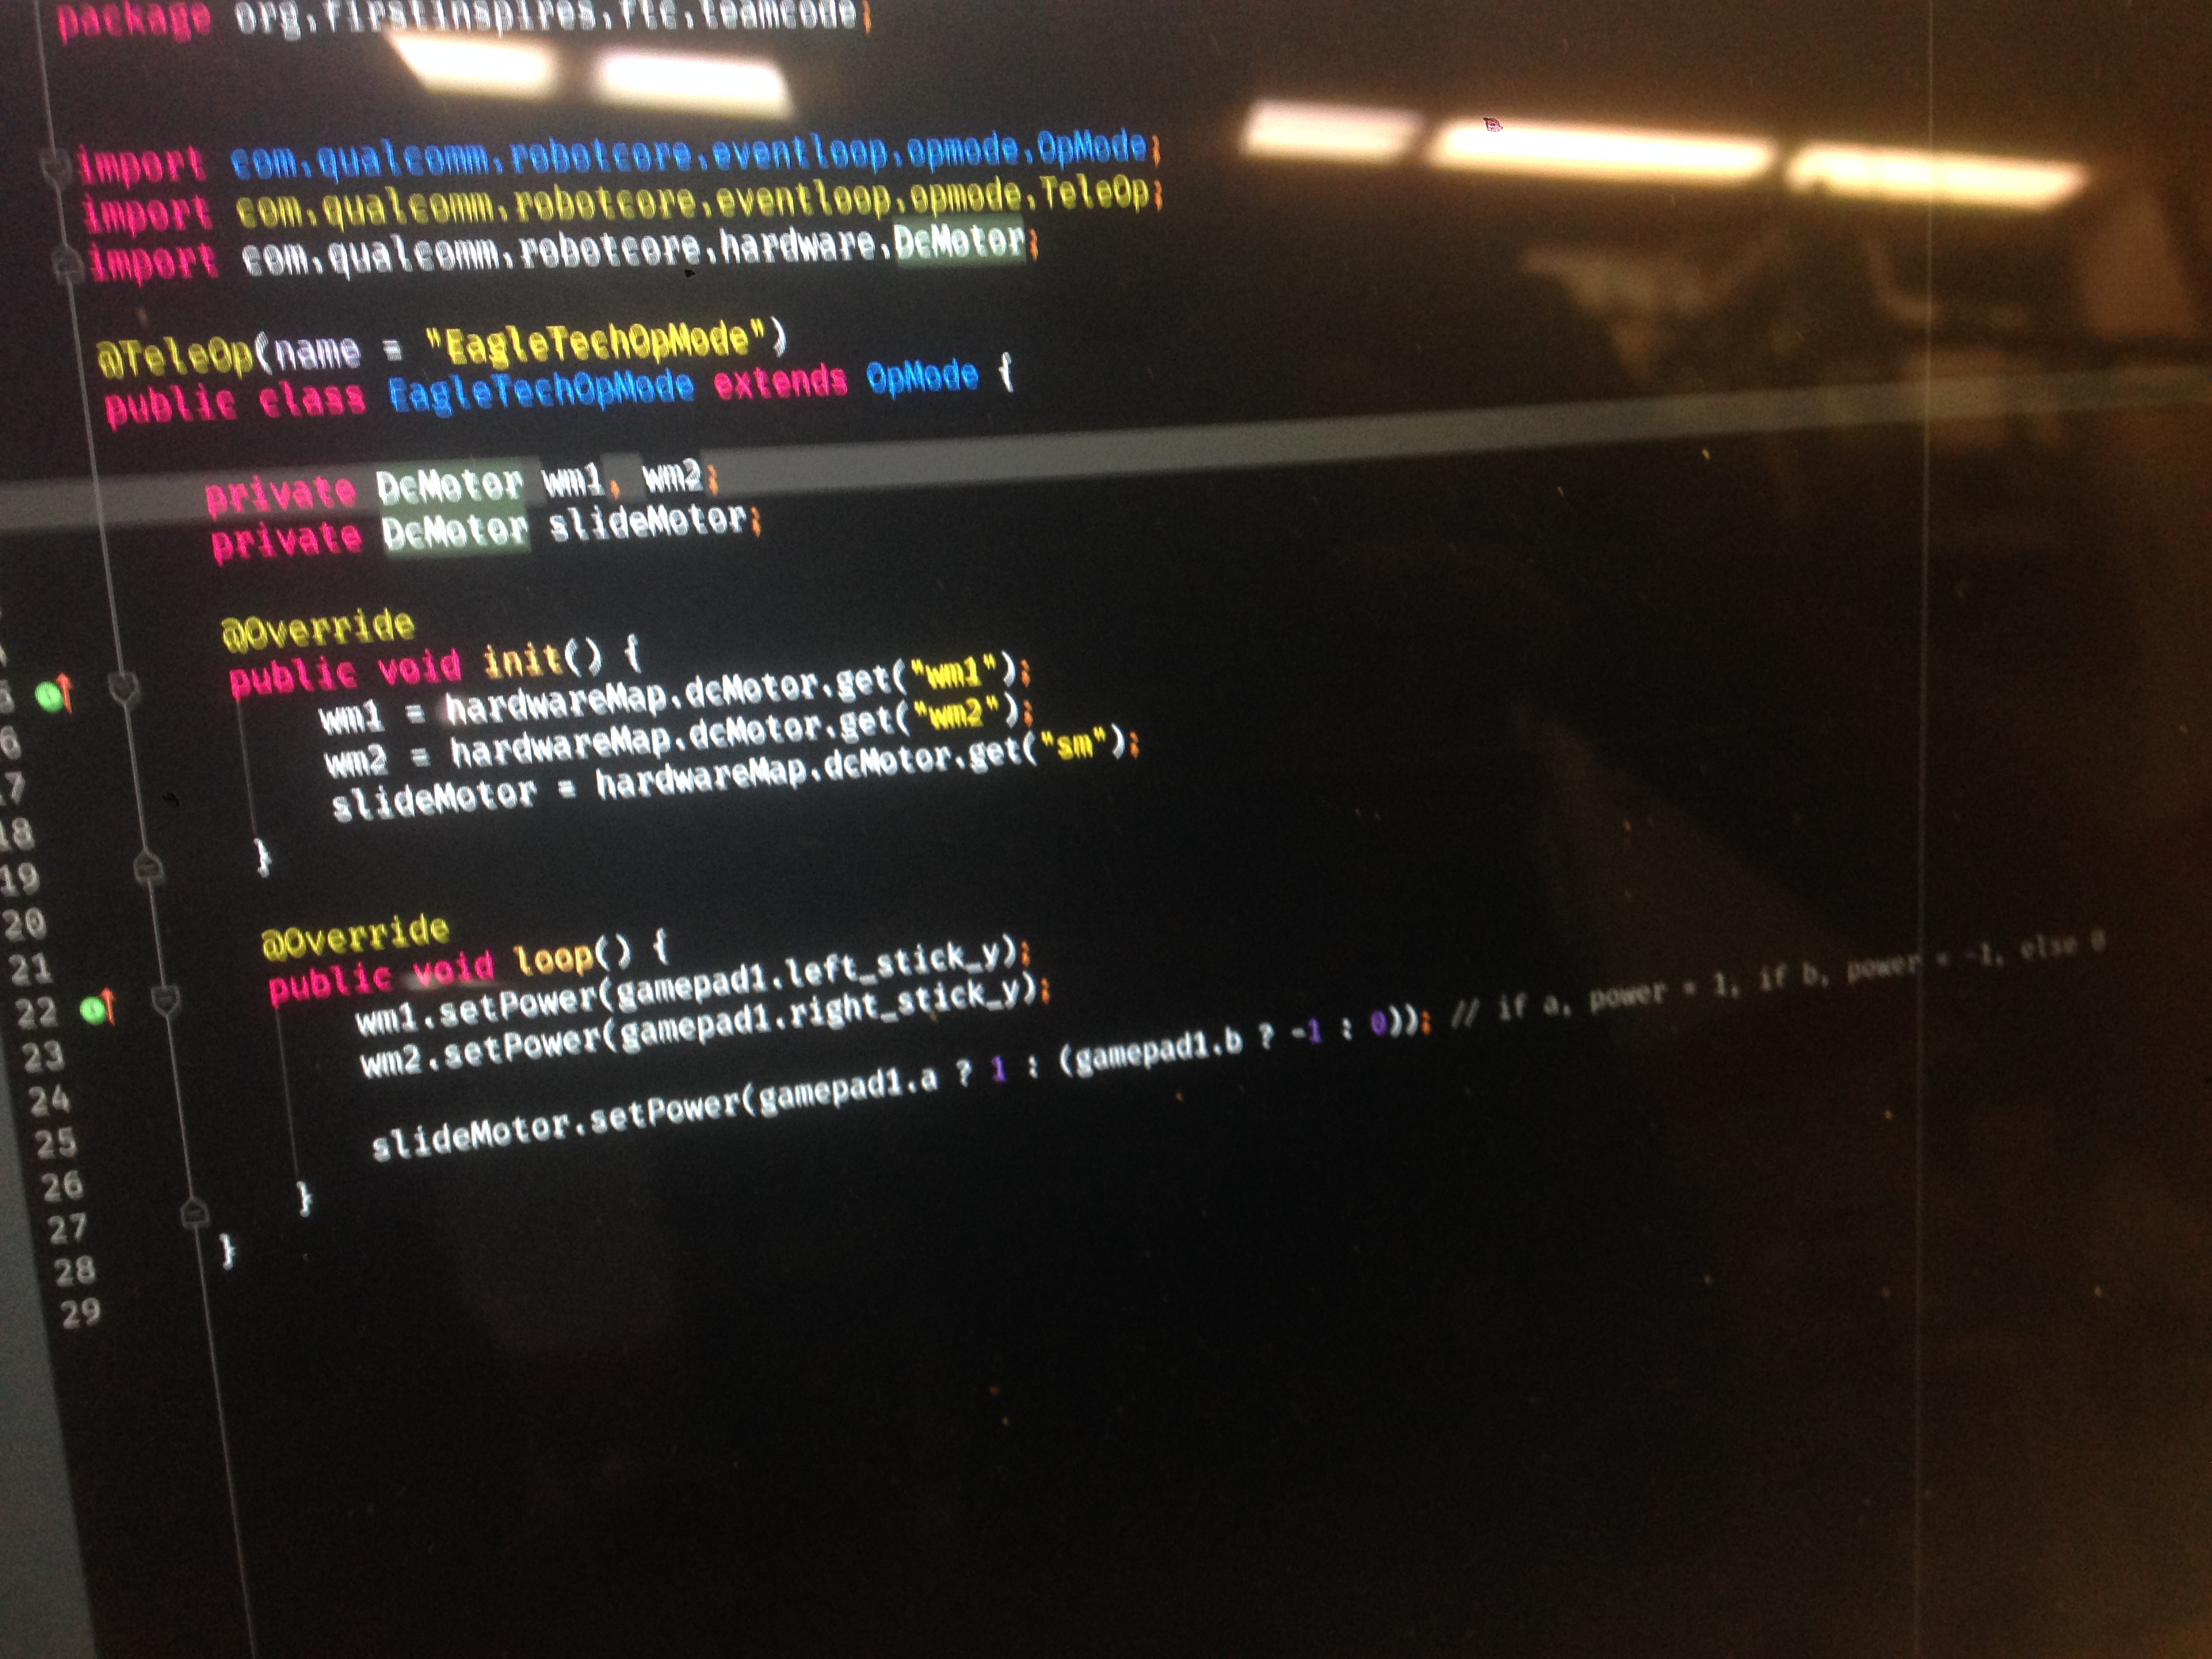 package org.firstinspires.ftc.teamcode;
import com.qualcomm.robotcore.eventloop.opmode.OpMode;
import com.qualcomm.robotcore.eventloop.opmode.TeleOp;
import com.qualcomm.robotcore.hardware.DcMotor;
@TeleOp(name = "EagleTechOpMode")
public class EagleTechOpMode extends OpMode {
private DcMotor wm1, wm2;
private DcMotor slideMotor;
@Override
public void init() {
wm1 = hardwareMap.dcMotor.get("wm1");
6 wm2 = hardwareMap.dcMotor.get("wm2");
17 slideMotor = hardwareMap.dcMotor.get("sm");
18
19 }
20
21 @Override
22 public void loop() {
23 wm1.setPower(gamepad1.left_stick_y);
24 wm2.setPower(gamepad1.right_stick_y);
25
26 slideMotor.setPower(gamepad1.a ? 1 : (gamepad1.b ? -1 : 0)); // if a, power = 1, if b, power = -1, else 0
27 }
28 }
29